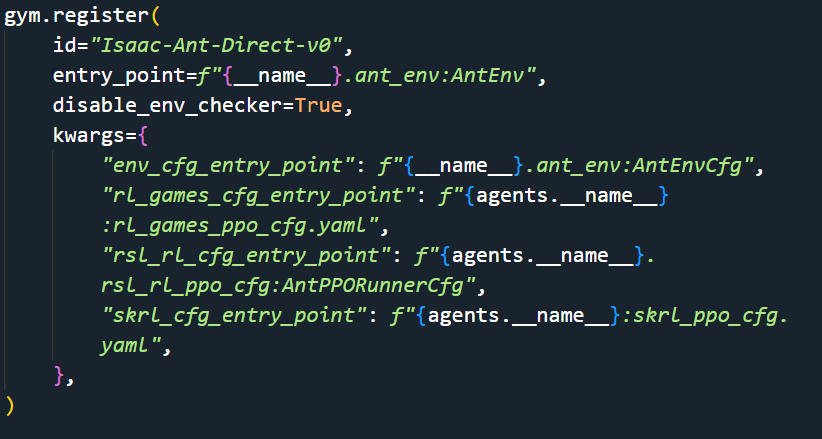 gym.register(
    id="Isaac-Ant-Direct-v0",
    entry_point=f"{__name__}.ant_env:AntEnv",
    disable_env_checker=True,
    kwargs={
        "env_cfg_entry_point": f"{__name__}.ant_env:AntEnvCfg",
        "rl_games_cfg_entry_point": f"{agents.__name__}
        :rl_games_ppo_cfg.yaml",
        "rsl_rl_cfg_entry_point": f"{agents.__name__}.
        rsl_rl_ppo_cfg:AntPPORunnerCfg",
        "skrl_cfg_entry_point": f"{agents.__name__}:skrl_ppo_cfg.
        yaml",
    },
)